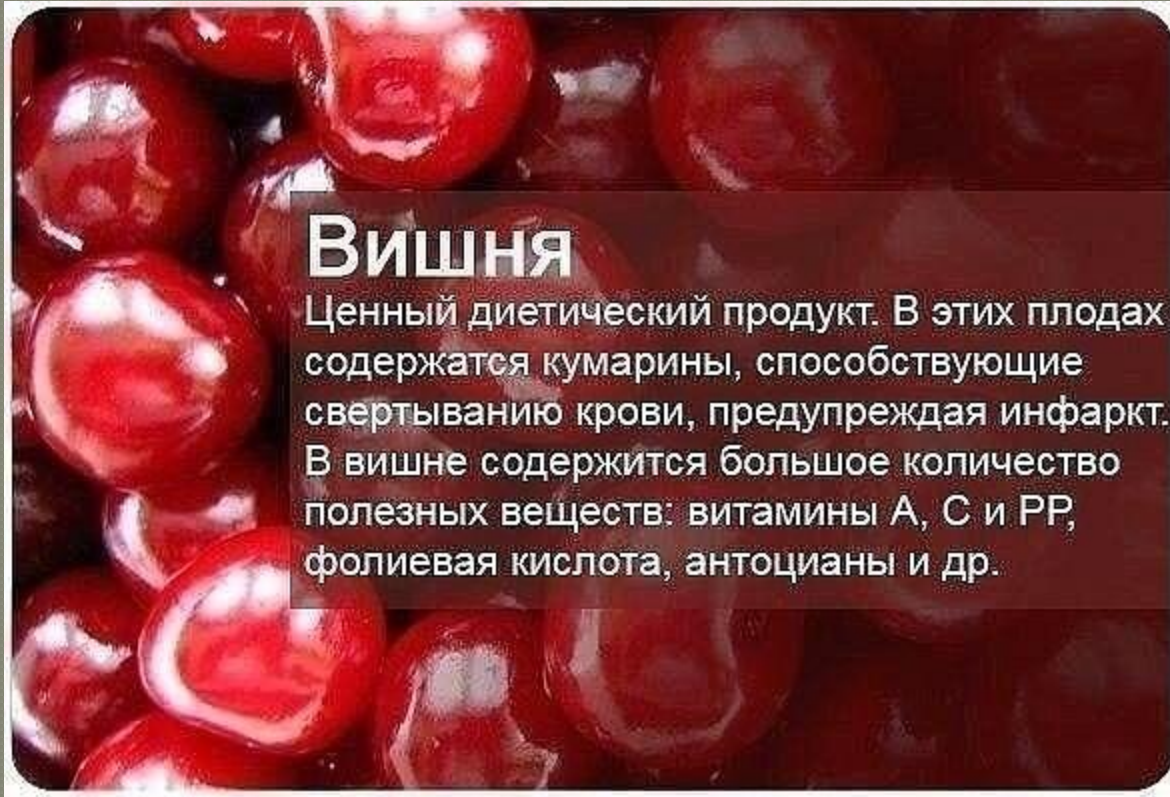 Вишня
Ценный диетический продукт. В этих плодах
содержатся кумарины, способствующие
свертыванию крови, предупреждая инфаркт.
В вишне содержится большое количество
полезных веществ: витамины А, С и РР,
фолиевая кислота, антоцианы и др.